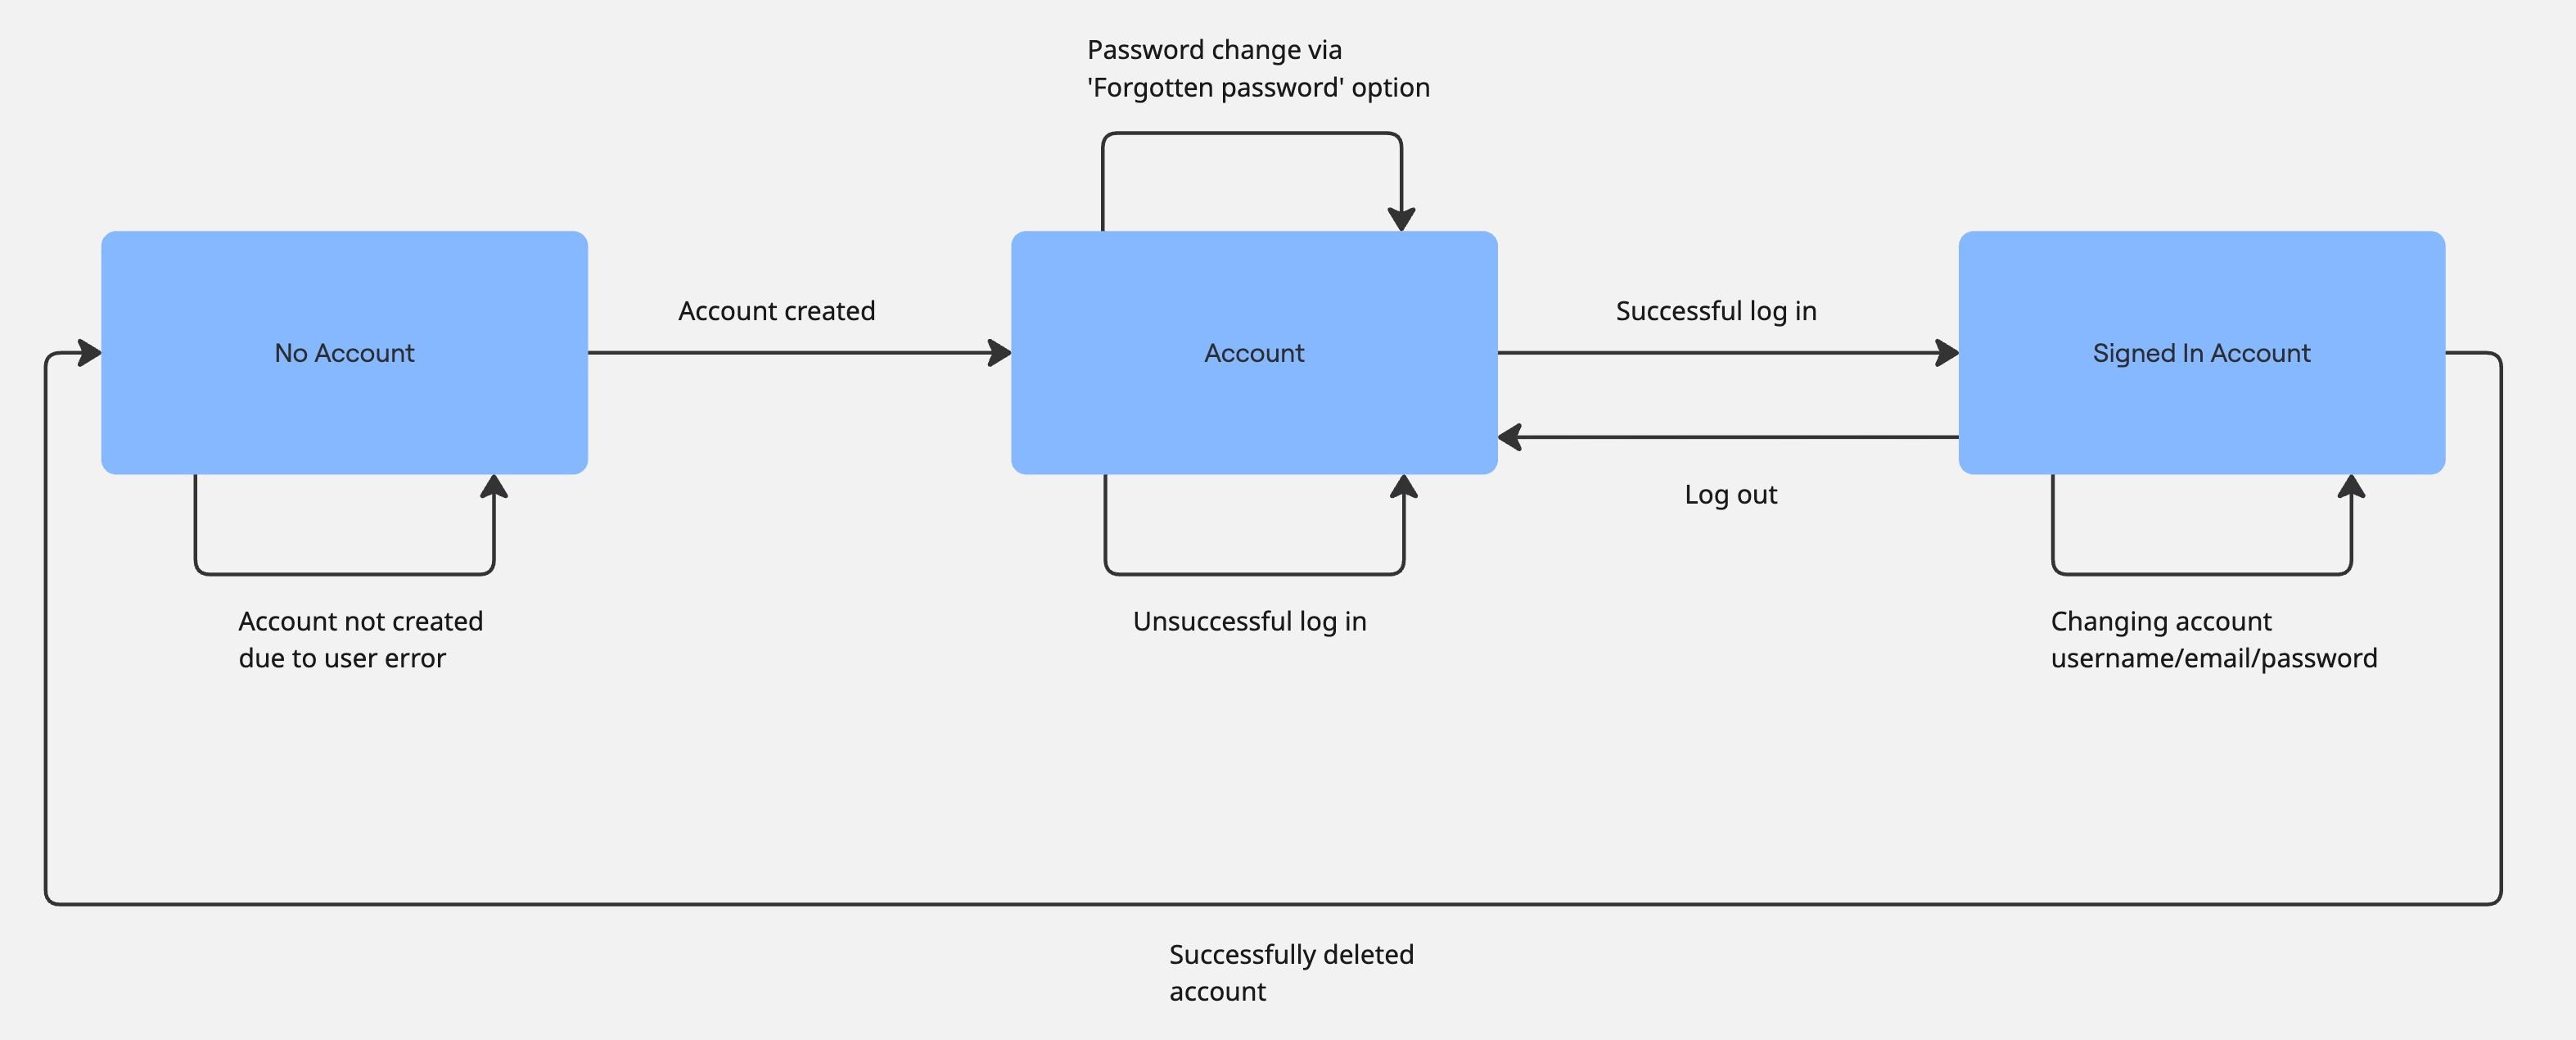 Password change via
'Forgotten password' option
Account created
Successful log in
No Account
Account
Signed In Account
Log out
Account not created
due to user error
Unsuccessful log in
Changing account
username/email/password
Successfully deleted
account